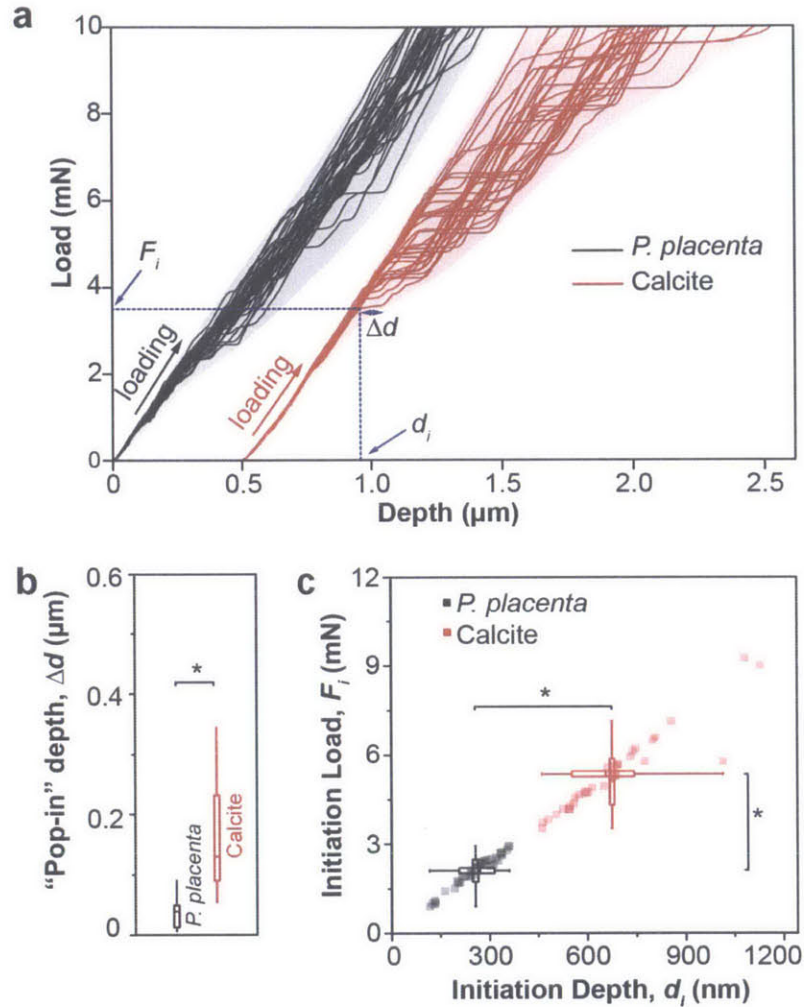 a
10
8
6
4
2
0
Load (mN)
F_i
loading
loading
P. placenta
Calcite
Δd
d_i
0
0.5
1.0
1.5
2.0
2.5
Depth (µm)
b
0.6
0.4
0.2
0
"Pop-in" depth, Δd (µm)
*
P. placenta
Calcite
c
12
9
6
3
0
Initiation Load, F_i (mN)
P. placenta
Calcite
*
*
0
300
600
900
1200
Initiation Depth, d_i (nm)